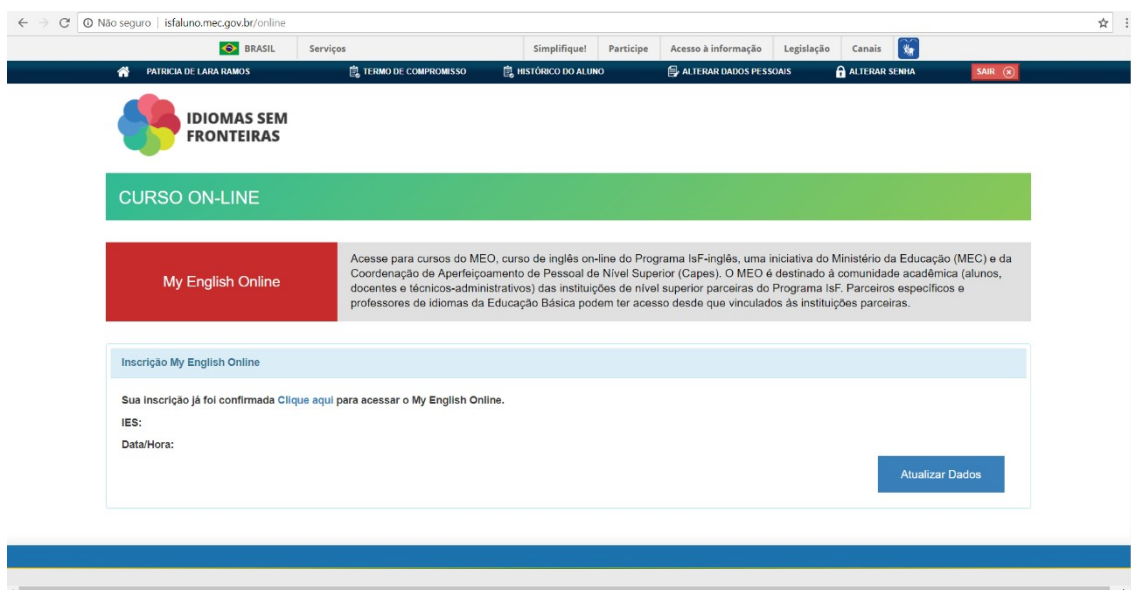 Não seguro | isfaluno.mec.gov.br/online
BRASIL Serviços Simplifique! Participe Acesso à informação Legislação Canais
PATRICIA DE LARA RAMOS TERMO DE COMPROMISSO HISTÓRICO DO ALUNO ALTERAR DADOS PESSOAIS ALTERAR SENHA SAIR
IDIOMAS SEM
FRONTEIRAS
CURSO ON-LINE
My English Online
Acesse para cursos do MEO, curso de inglês on-line do Programa IsF-inglês, uma iniciativa do Ministério da Educação (MEC) e da
Coordenação de Aperfeiçoamento de Pessoal de Nível Superior (Capes). O MEO é destinado à comunidade acadêmica (alunos,
docentes e técnicos-administrativos) das instituições de nível superior parceiras do Programa IsF. Parceiros específicos e
professores de idiomas da Educação Básica podem ter acesso desde que vinculados ás instituições parceiras.
Inscrição My English Online
Sua inscrição já foi confirmada Clique aqui para acessar o My English Online.
IES:
Data/Hora:
Atualizar Dados